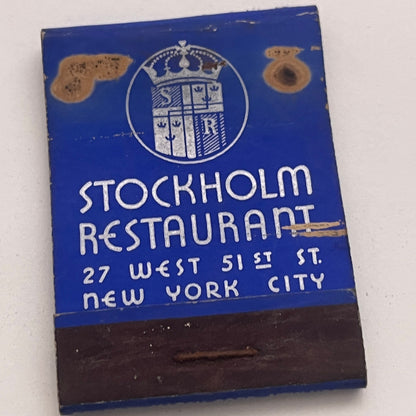 S R
STOCKHOLM
RESTAURANT
27 WEST 51ST ST.
NEW YORK CITY